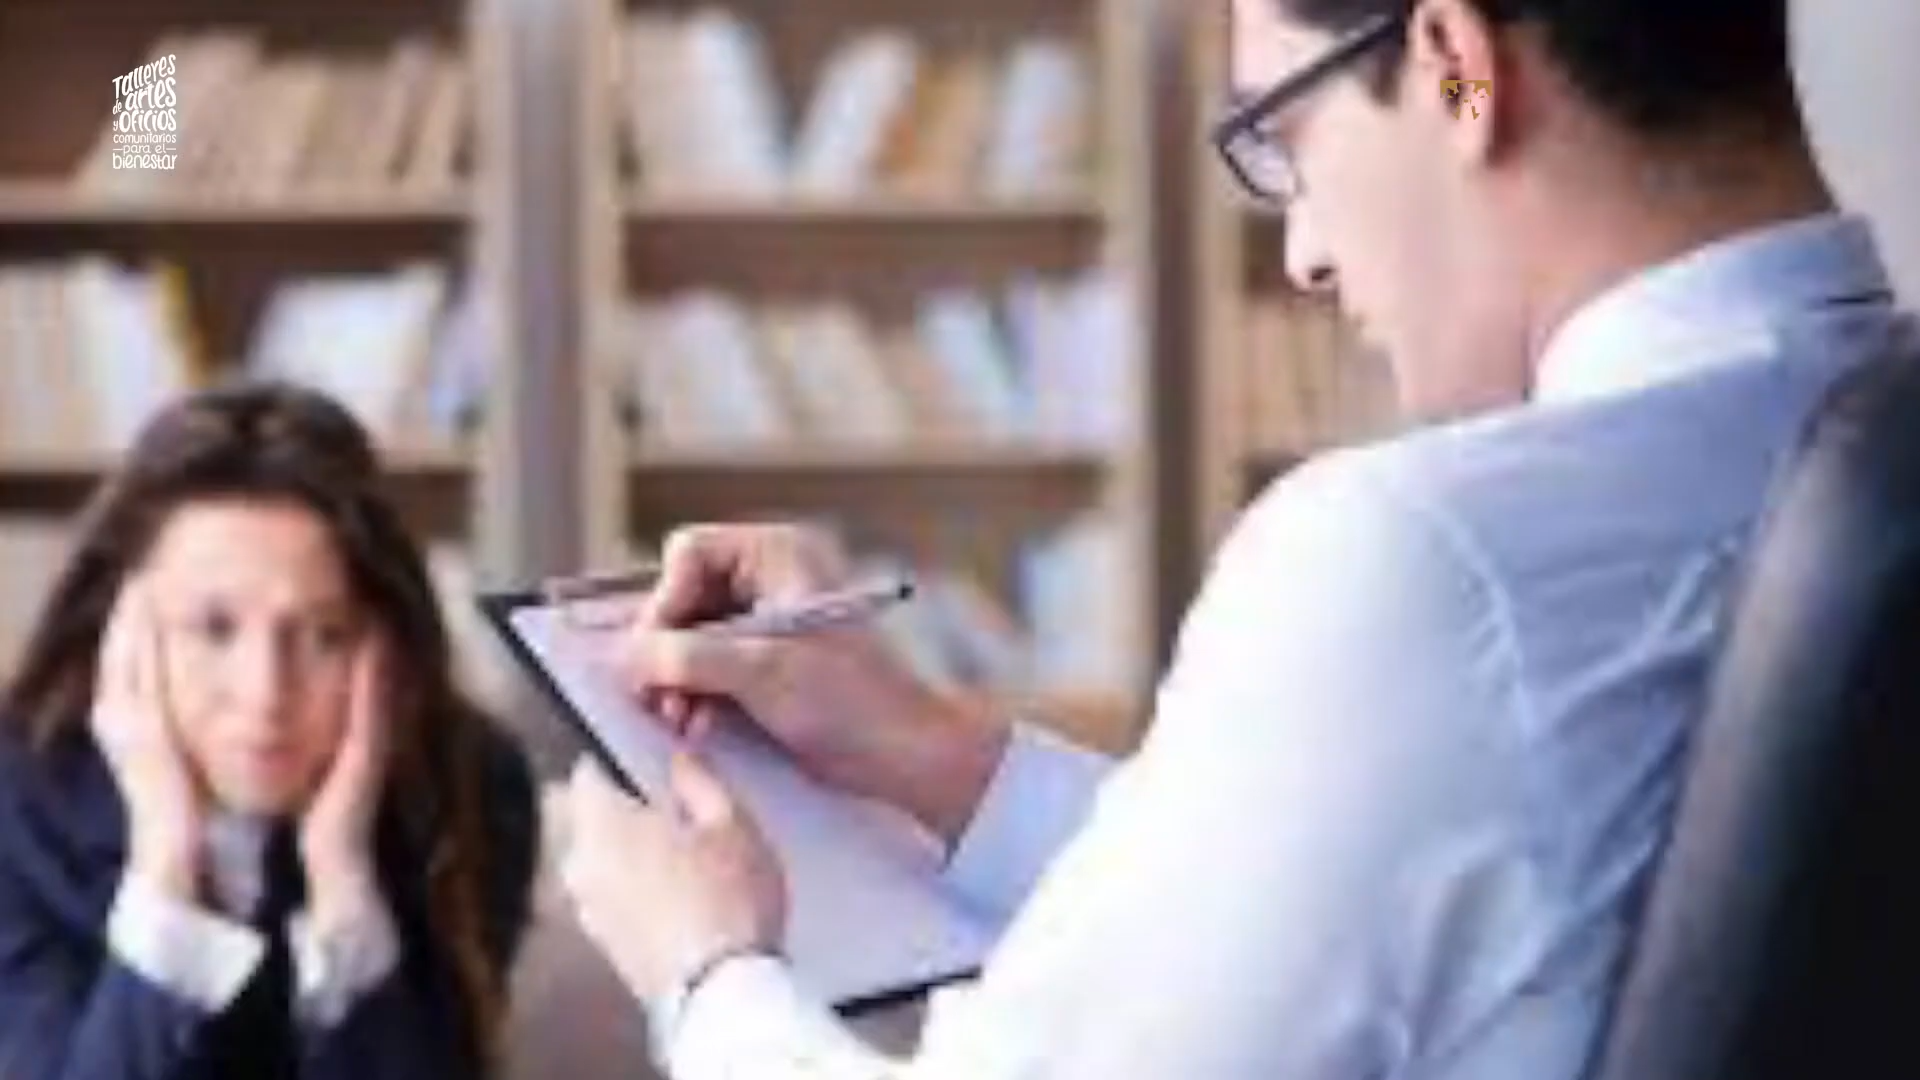 Talleres
de artes
y oficios
comunitarios
—para el—
bienestar